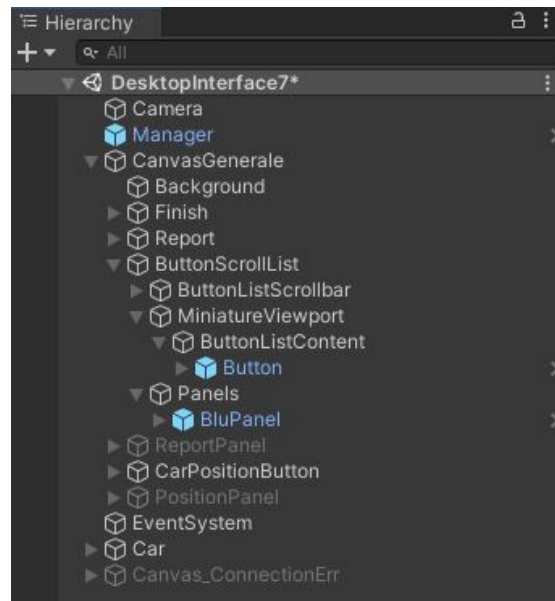 Hierarchy
All
DesktopInterface7*
Camera
Manager
CanvasGenerale
Background
Finish
Report
ButtonScrollList
ButtonListScrollbar
MiniatureViewport
ButtonListContent
Button
Panels
BluPanel
ReportPanel
CarPositionButton
PositionPanel
EventSystem
Car
Canvas_ConnectionErr